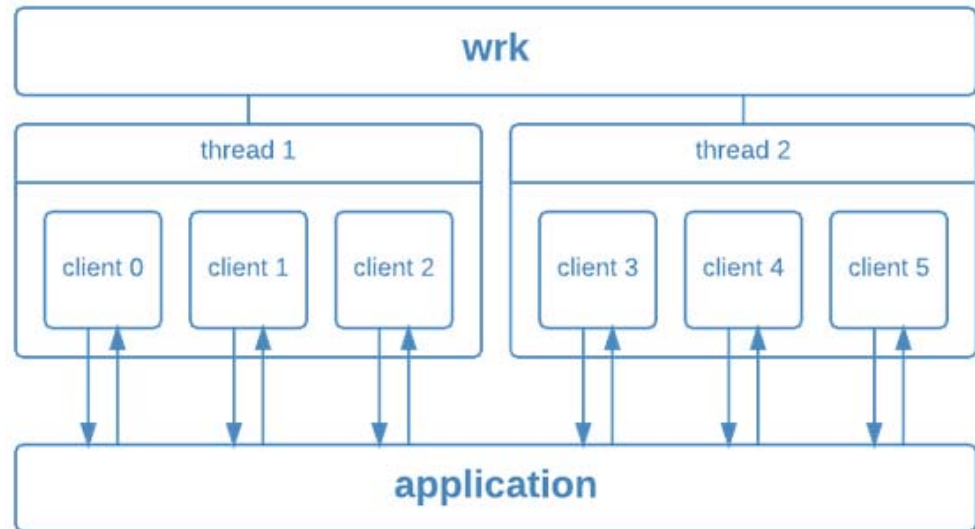 wrk
thread 1
thread 2
client 0
client 1
client 2
client 3
client 4
client 5
application